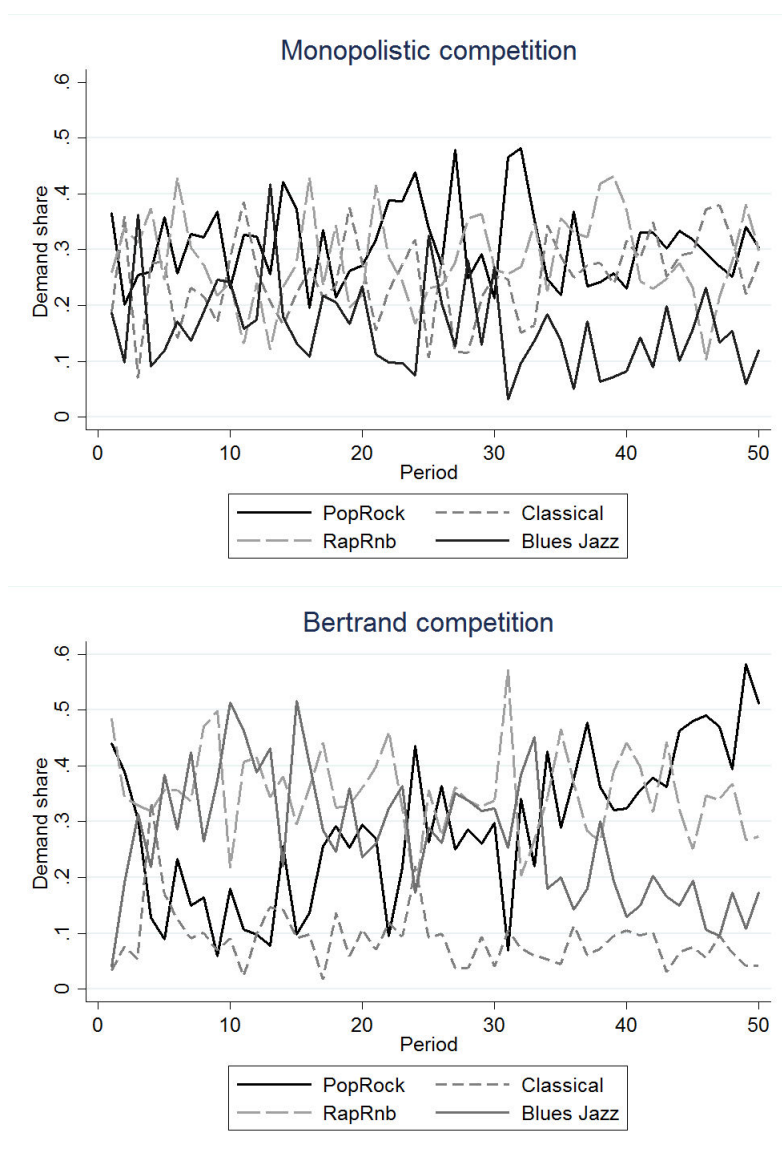 Monopolistic competition
.6
.5
.4
.3
.2
.1
0
Demand share
0 10 20 30 40 50
Period
PopRock Classical
RapRnb Blues Jazz
Bertrand competition
.6
.5
.4
.3
.2
.1
0
Demand share
0 10 20 30 40 50
Period
PopRock Classical
RapRnb Blues Jazz